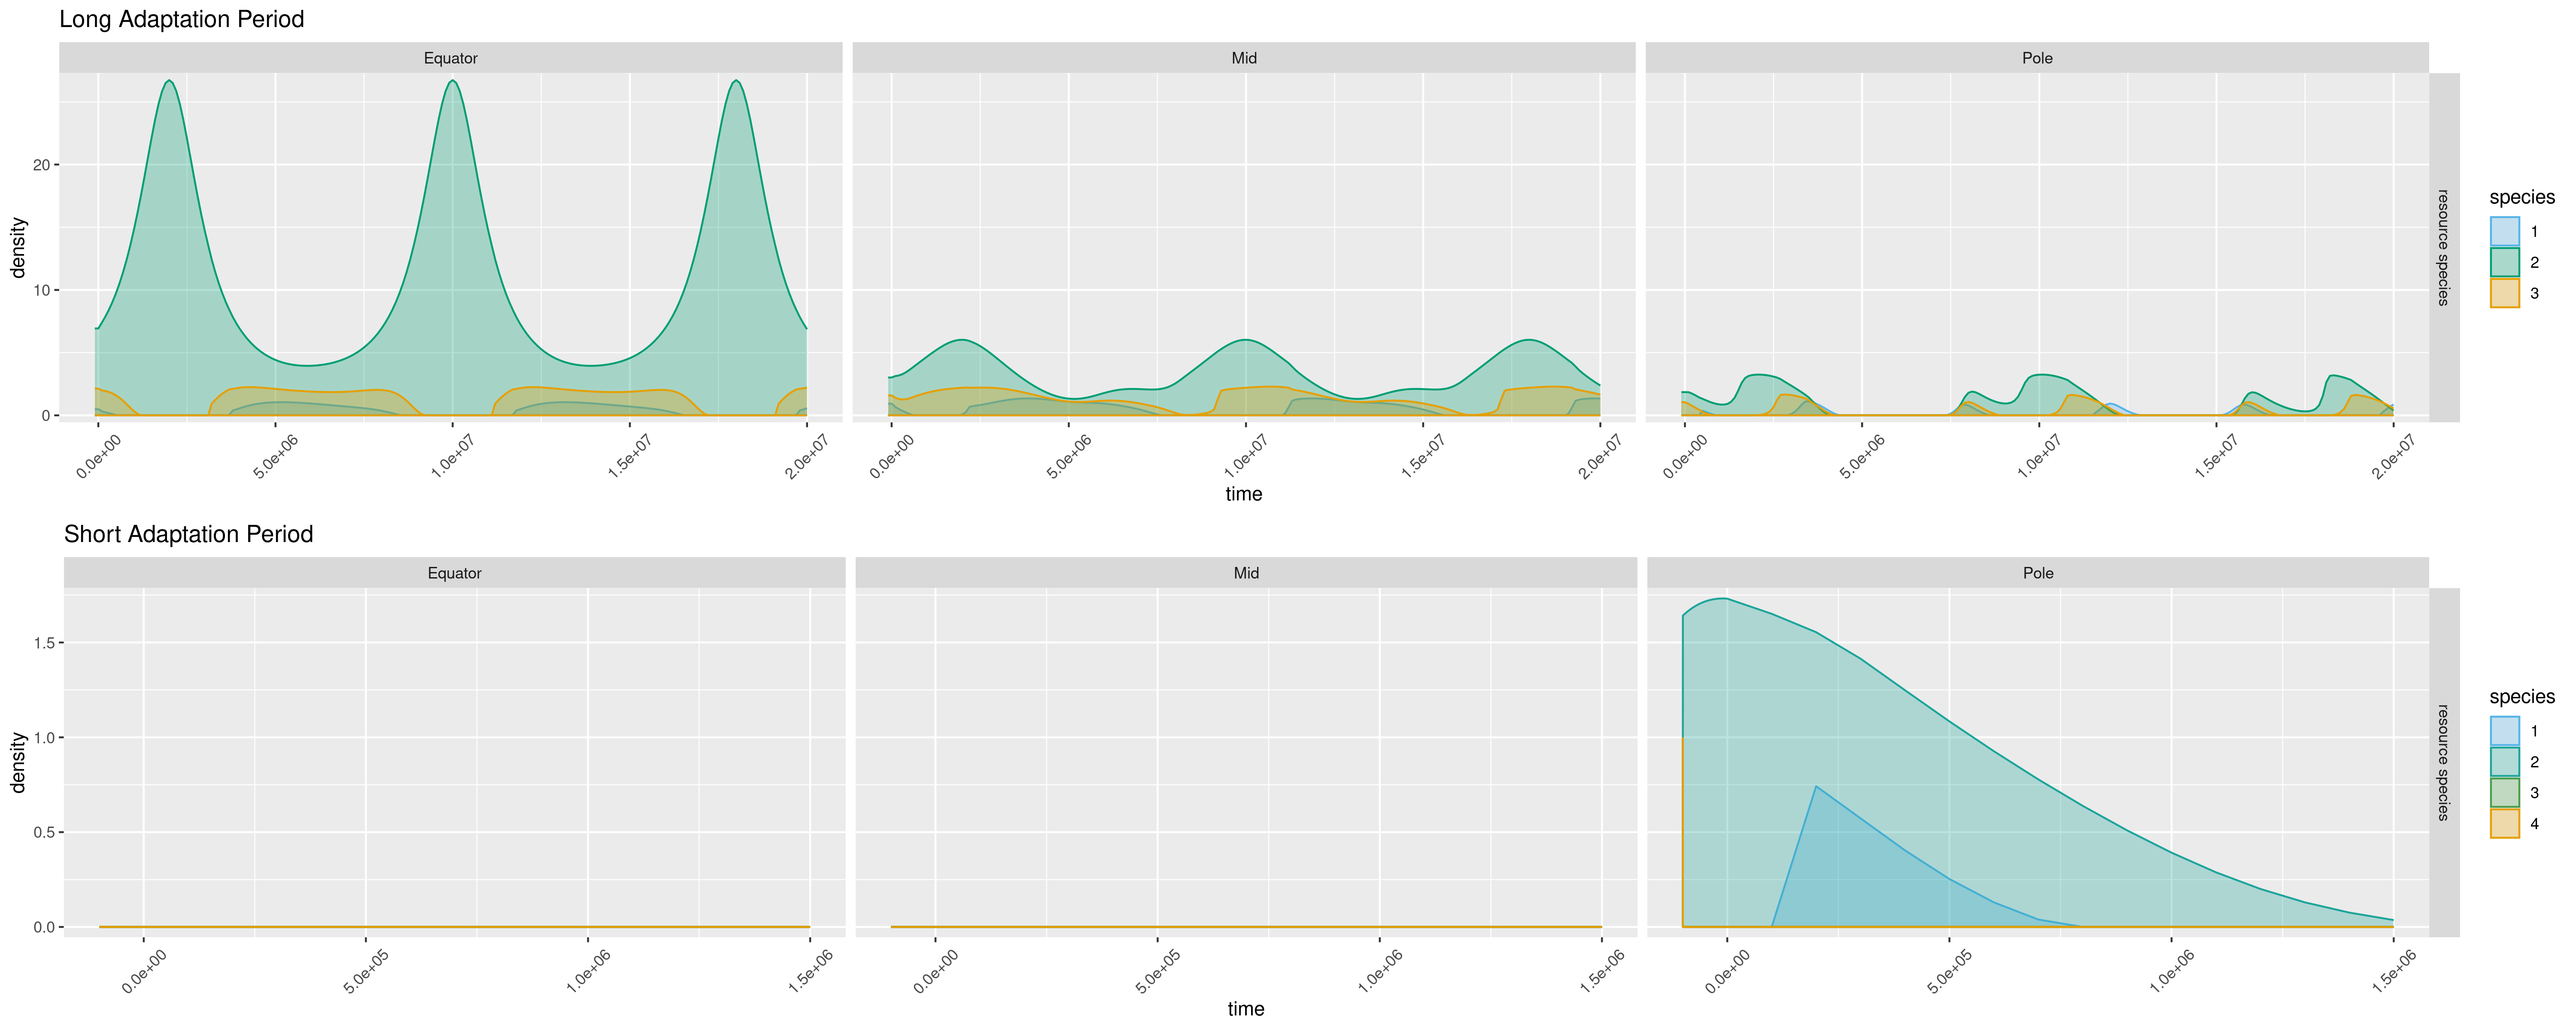 Long Adaptation Period
Equator
Mid
Pole
density
20
10
0
resource species
species
1
2
3
0.0e+00
5.0e+06
1.0e+07
1.5e+07
2.0e+07
0.0e+00
5.0e+06
1.0e+07
1.5e+07
2.0e+07
0.0e+00
5.0e+06
1.0e+07
1.5e+07
2.0e+07
time
Short Adaptation Period
Equator
Mid
Pole
density
1.5
1.0
0.5
0.0
resource species
species
1
2
3
4
0.0e+00
5.0e+05
1.0e+06
1.5e+06
0.0e+00
5.0e+05
1.0e+06
1.5e+06
0.0e+00
5.0e+05
1.0e+06
1.5e+06
time